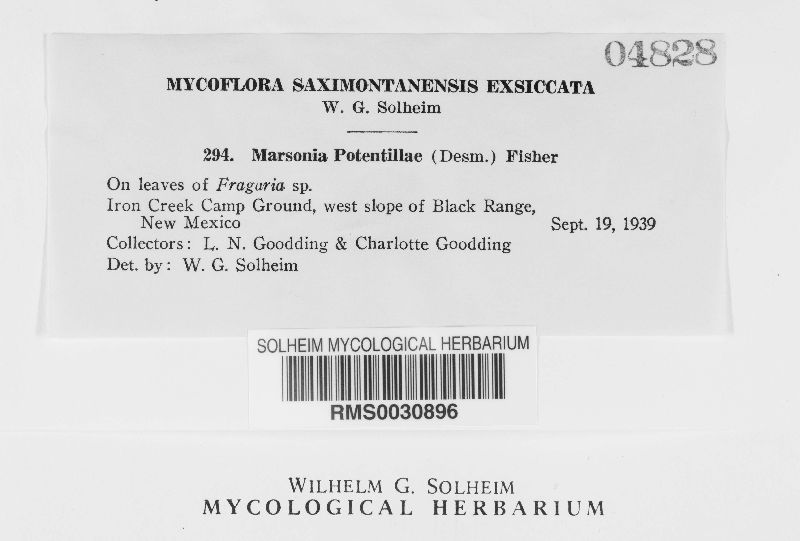 04828
MYCOFLORA SAXIMONTANENSIS EXSICCATA
W. G. Solheim
294. Marsonia Potentillae (Desm.) Fisher
On leaves of Fragaria sp.
Iron Creek Camp Ground, west slope of Black Range,
New Mexico Sept. 19, 1939
Collectors: L. N. Goodding & Charlotte Goodding
Det. by: W. G. Solheim
SOLHEIM MYCOLOGICAL HERBARIUM
RMS0030896
WILHELM G. SOLHEIM
MYCOLOGICAL HERBARIUM